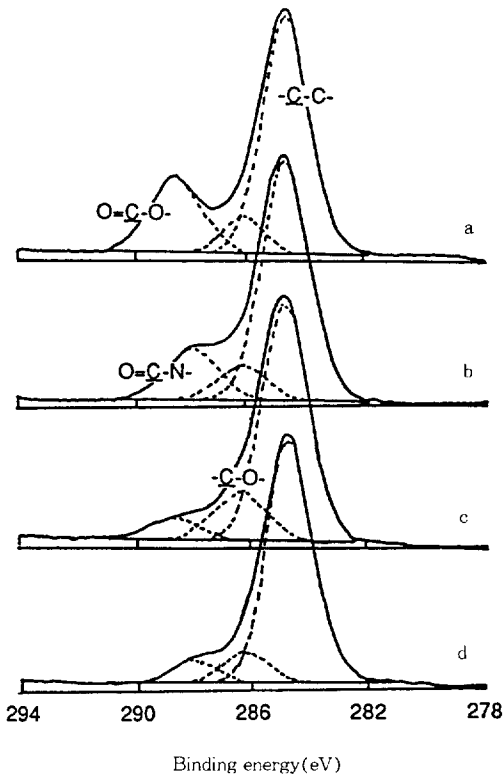 -C-C-
O=C-O-
a
O=C-N-
b
-C-O-
c
d
294 290 286 282 278
Binding energy(eV)